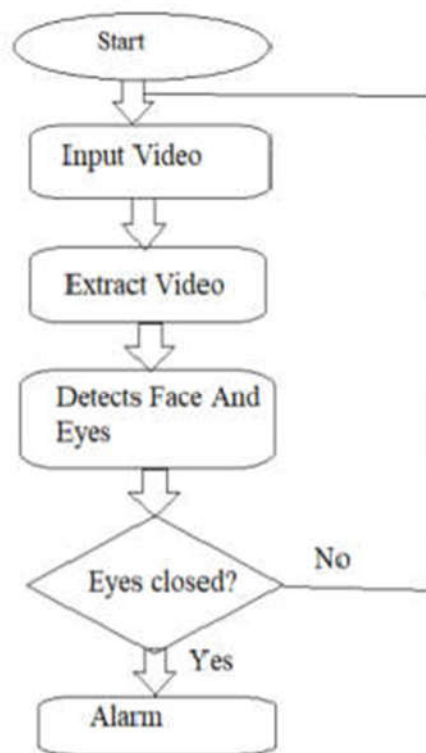 Start
Input Video
Extract Video
Detects Face And
Eyes
Eyes closed?
No
Yes
Alarm